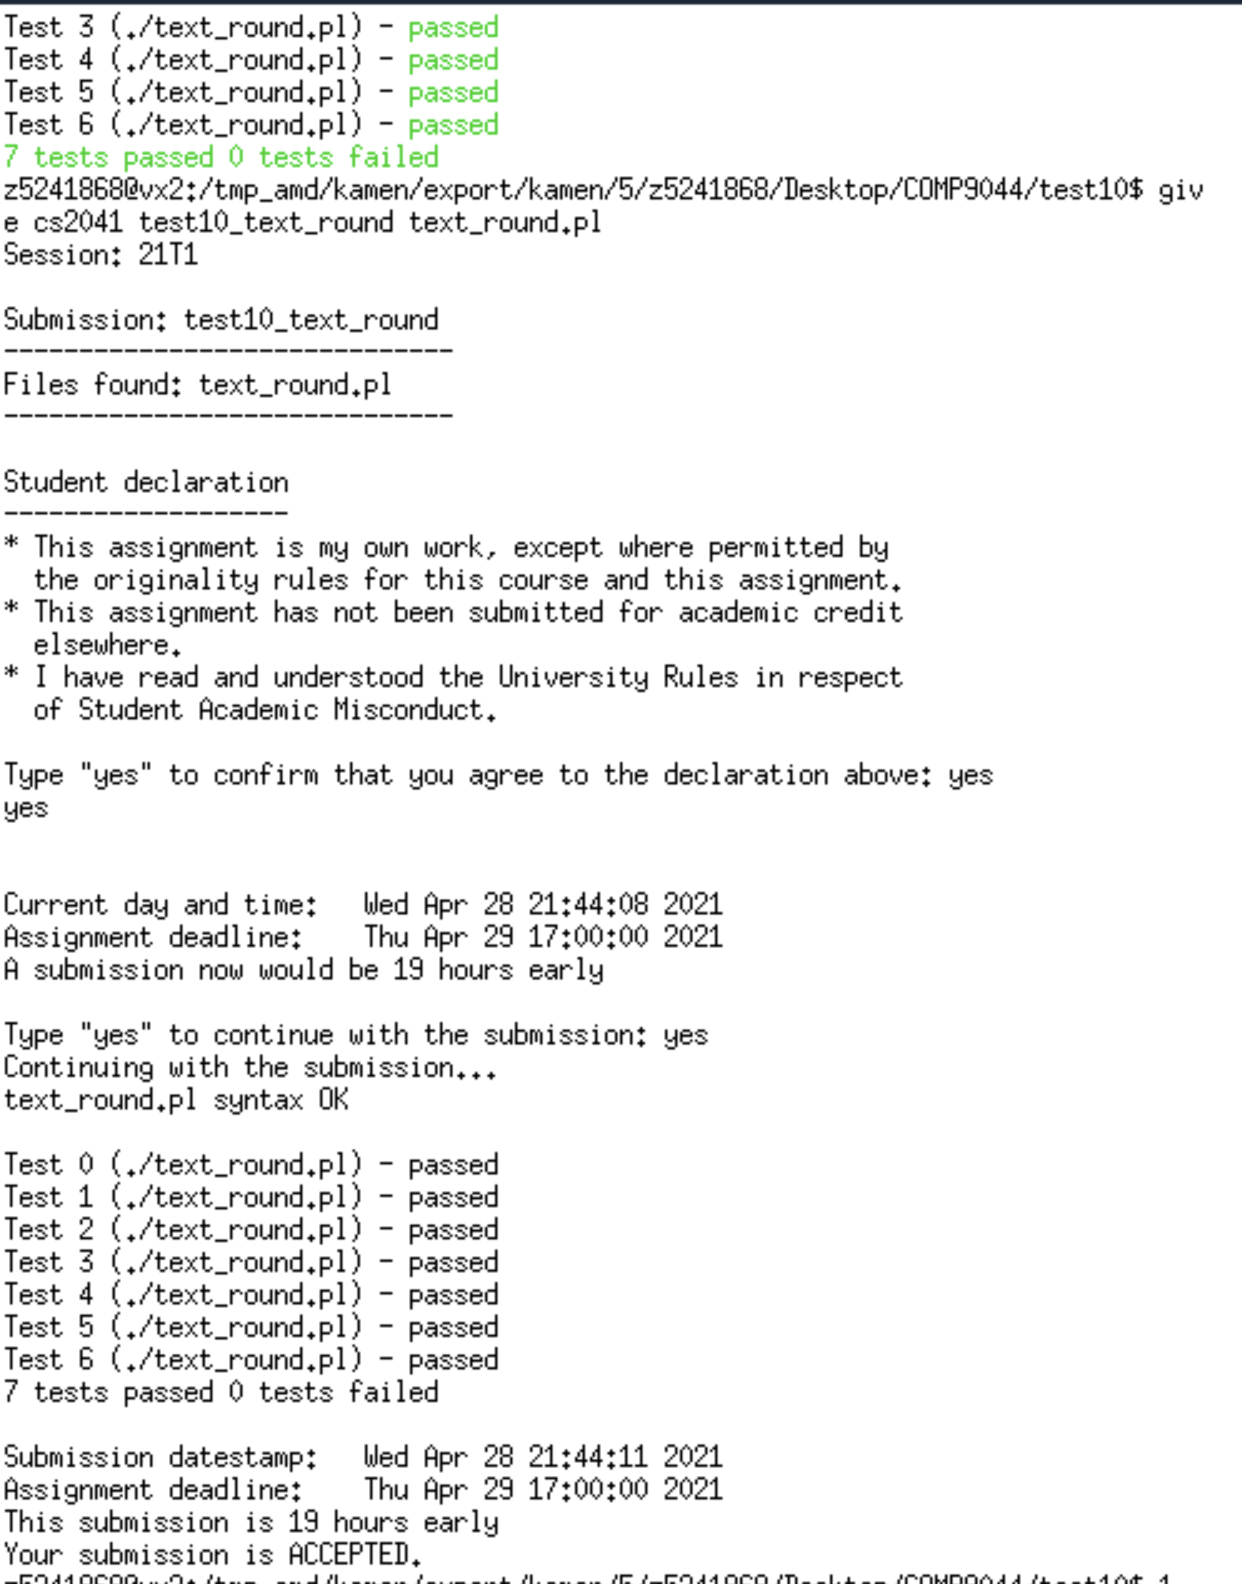 Test 3 (./text_round.pl) - passed
Test 4 (./text_round.pl) - passed
Test 5 (./text_round.pl) - passed
Test 6 (./text_round.pl) - passed
7 tests passed 0 tests failed
z5241868@vx2:/tmp_amd/kamen/export/kamen/5/z5241868/Desktop/COMP9044/test10$ giv
e cs2041 test10_text_round text_round.pl
Session: 21T1
Submission: test10_text_round
------------------------------
Files found: text_round.pl
------------------------------
Student declaration
-------------------
* This assignment is my own work, except where permitted by
  the originality rules for this course and this assignment.
* This assignment has not been submitted for academic credit
  elsewhere.
* I have read and understood the University Rules in respect
  of Student Academic Misconduct.
Type "yes" to confirm that you agree to the declaration above: yes
yes
Current day and time:   Wed Apr 28 21:44:08 2021
Assignment deadline:    Thu Apr 29 17:00:00 2021
A submission now would be 19 hours early
Type "yes" to continue with the submission: yes
Continuing with the submission...
text_round.pl syntax OK
Test 0 (./text_round.pl) - passed
Test 1 (./text_round.pl) - passed
Test 2 (./text_round.pl) - passed
Test 3 (./text_round.pl) - passed
Test 4 (./text_round.pl) - passed
Test 5 (./text_round.pl) - passed
Test 6 (./text_round.pl) - passed
7 tests passed 0 tests failed
Submission datestamp:   Wed Apr 28 21:44:11 2021
Assignment deadline:    Thu Apr 29 17:00:00 2021
This submission is 19 hours early
Your submission is ACCEPTED.